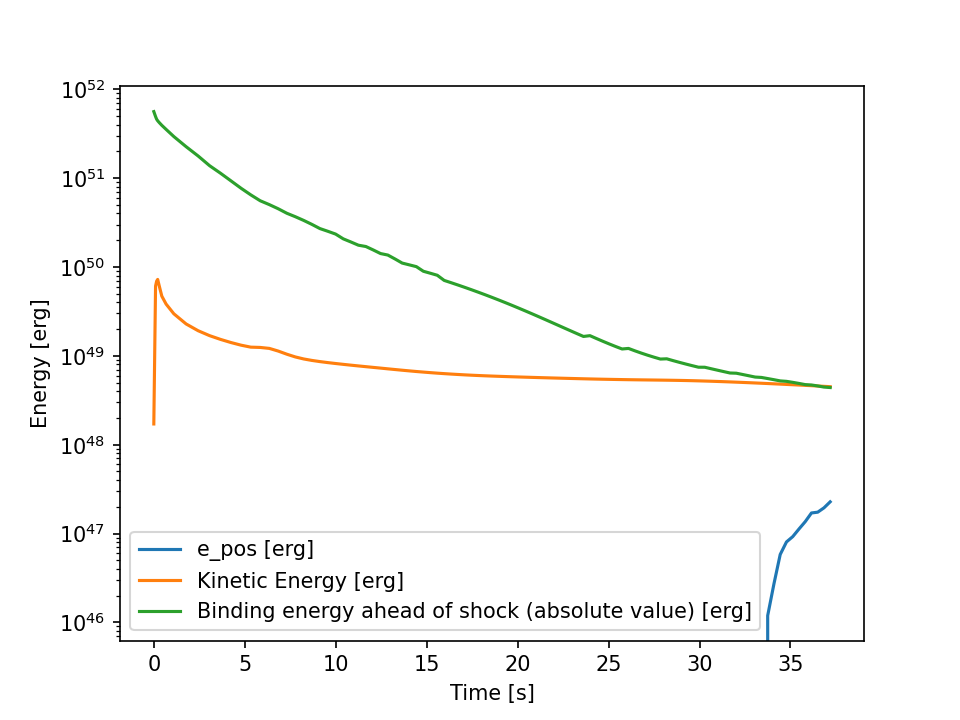 10^52
10^51
10^50
10^49
10^48
10^47
10^46
Energy [erg]
e_pos [erg]
Kinetic Energy [erg]
Binding energy ahead of shock (absolute value) [erg]
0 5 10 15 20 25 30 35
Time [s]